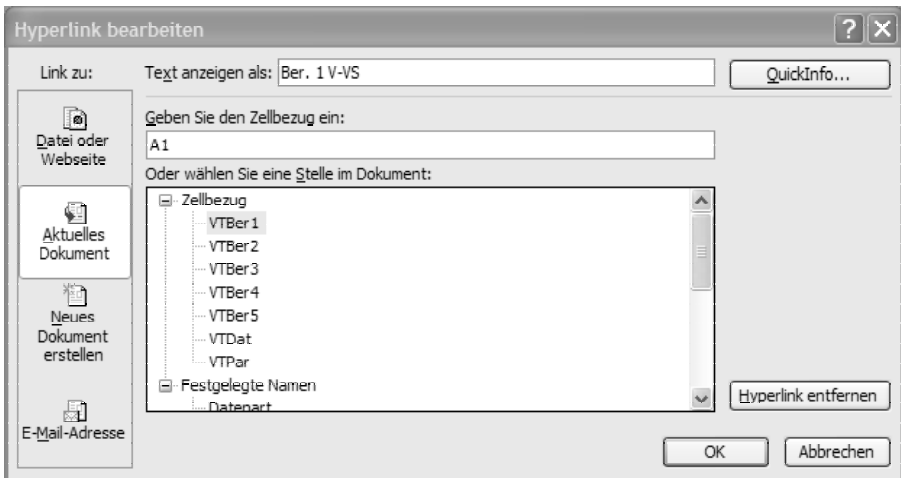 Hyperlink bearbeiten
Link zu:
Text anzeigen als: Ber. 1 V-VS
QuickInfo...
Datei oder
Webseite
Aktuelles
Dokument
Neues
Dokument
erstellen
E-Mail-Adresse
Geben Sie den Zellbezug ein:
A1
Oder wählen Sie eine Stelle im Dokument:
Zellbezug
VTBer1
VTBer2
VTBer3
VTBer4
VTBer5
VTDat
VTPar
Festgelegte Namen
Datenart
Hyperlink entfernen
OK
Abbrechen